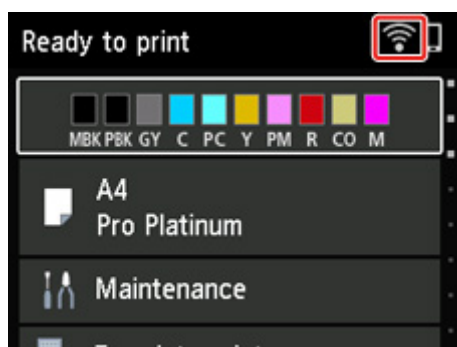 Ready to print
MBK PBK GY C PC Y PM R CO M
A4
Pro Platinum
Maintenance